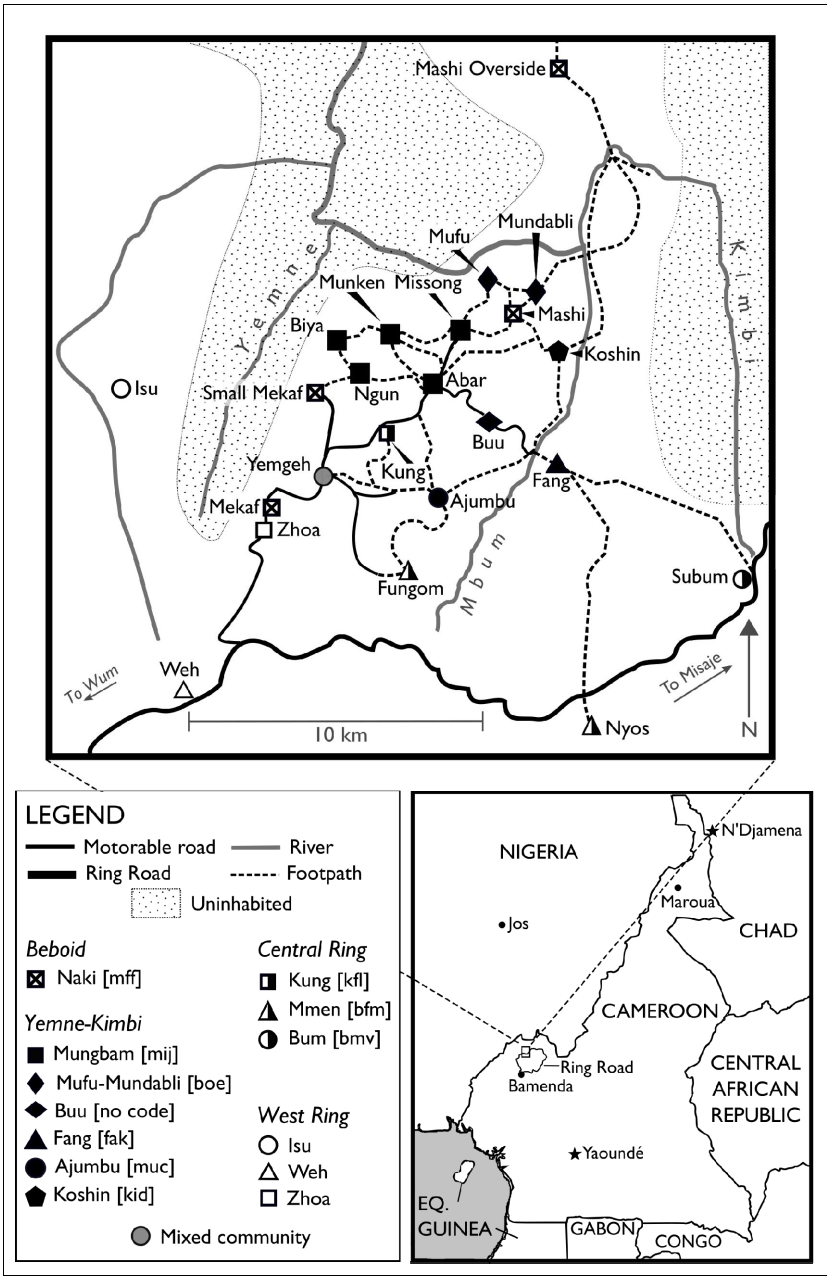 Mashi Overside
Mundabli
Mufu
Munken
Missong
Yemne
Kimbi
Biya
Mashi
Koshin
Isu
Small Mekaf
Ngun
Abar
Buu
Yemgeh
Kung
Fang
Mekaf
Ajumbu
Zhoa
Mbum
Fungom
Subum
Weh
To Wum
To Misaje
10 km
Nyos
N
LEGEND
Motorable road
River
Ring Road
Footpath
Uninhabited
Beboid
Naki [mff]
Yemne-Kimbi
Mungbam [mij]
Mufu-Mundabli [boe]
Buu [no code]
Fang [fak]
Ajumbu [muc]
Koshin [kid]
Central Ring
Kung [kfl]
Mmen [bfm]
Bum [bmv]
West Ring
Isu
Weh
Zhoa
Mixed community
N'Djamena
NIGERIA
Maroua
Jos
CHAD
CAMEROON
CENTRAL
AFRICAN
REPUBLIC
Ring Road
Bamenda
Yaoundé
EQ.
GUINEA
GABON
CONGO